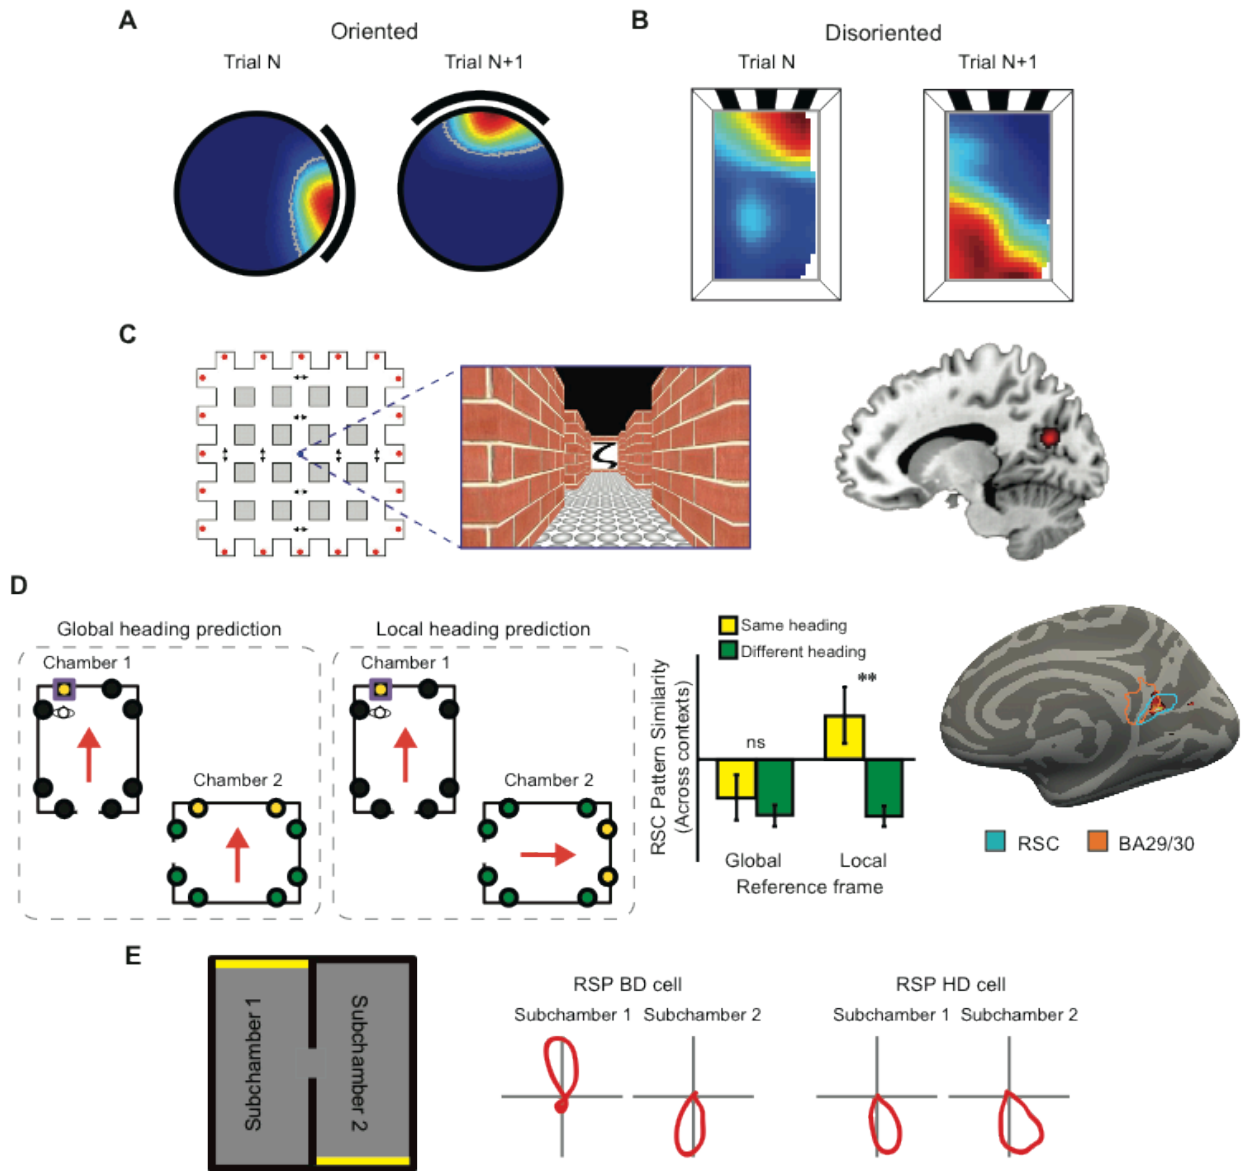 A
Oriented
Trial N
Trial N+1
B
Disoriented
Trial N
Trial N+1
C
ζ
D
Global heading prediction
Chamber 1
Chamber 2
Local heading prediction
Chamber 1
Chamber 2
Same heading
Different heading
RSC Pattern Similarity
(Across contexts)
ns
**
Global
Local
Reference frame
RSC
BA29/30
E
Subchamber 1
Subchamber 2
RSP BD cell
Subchamber 1
Subchamber 2
RSP HD cell
Subchamber 1
Subchamber 2